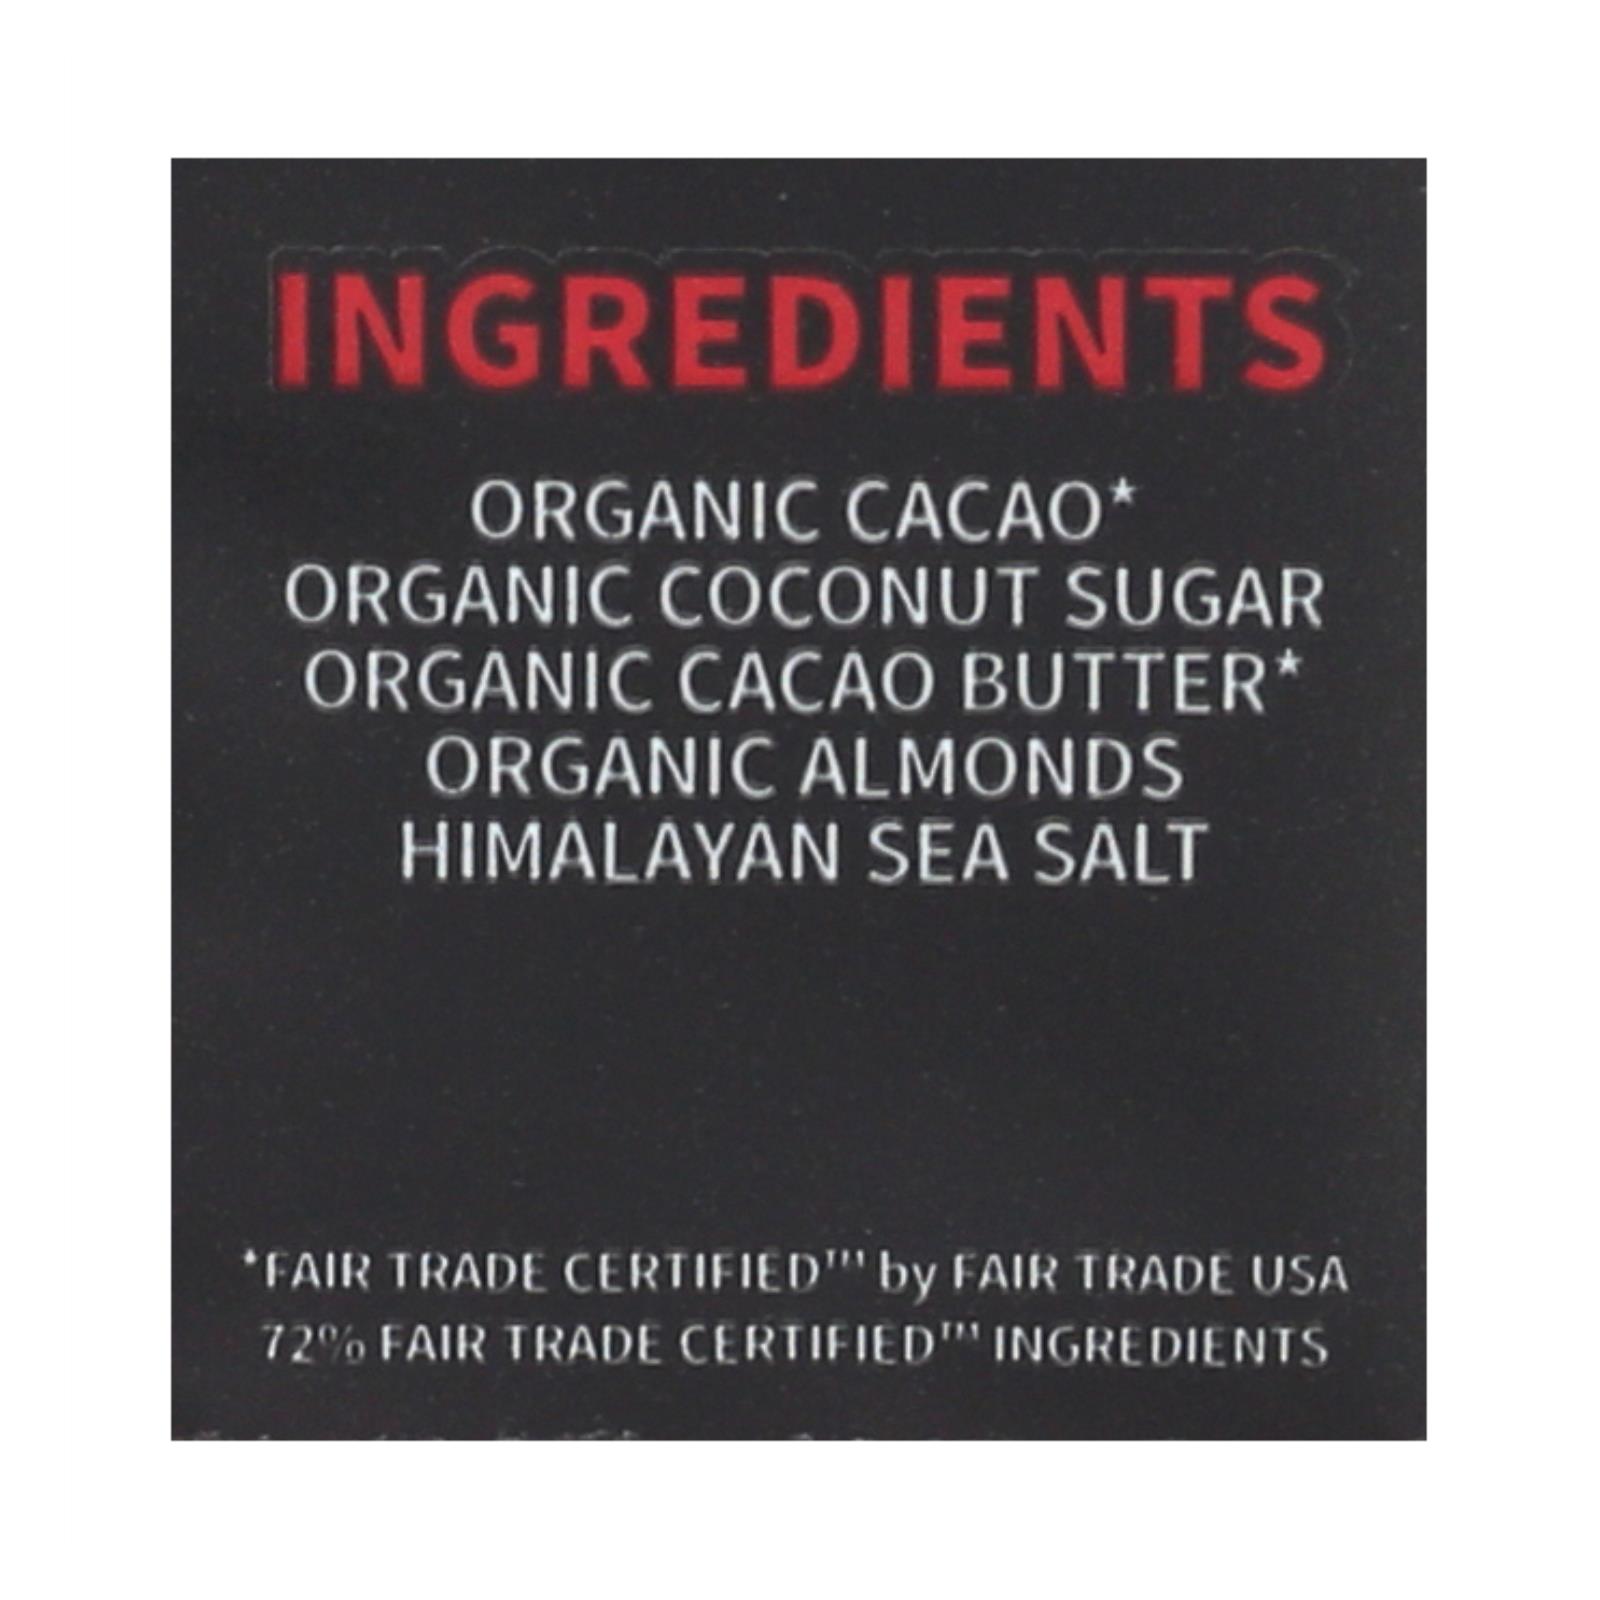 INGREDIENTS
ORGANIC CACAO*
ORGANIC COCONUT SUGAR
ORGANIC CACAO BUTTER*
ORGANIC ALMONDS
HIMALAYAN SEA SALT
*FAIR TRADE CERTIFIED™ by FAIR TRADE USA
72% FAIR TRADE CERTIFIED™ INGREDIENTS